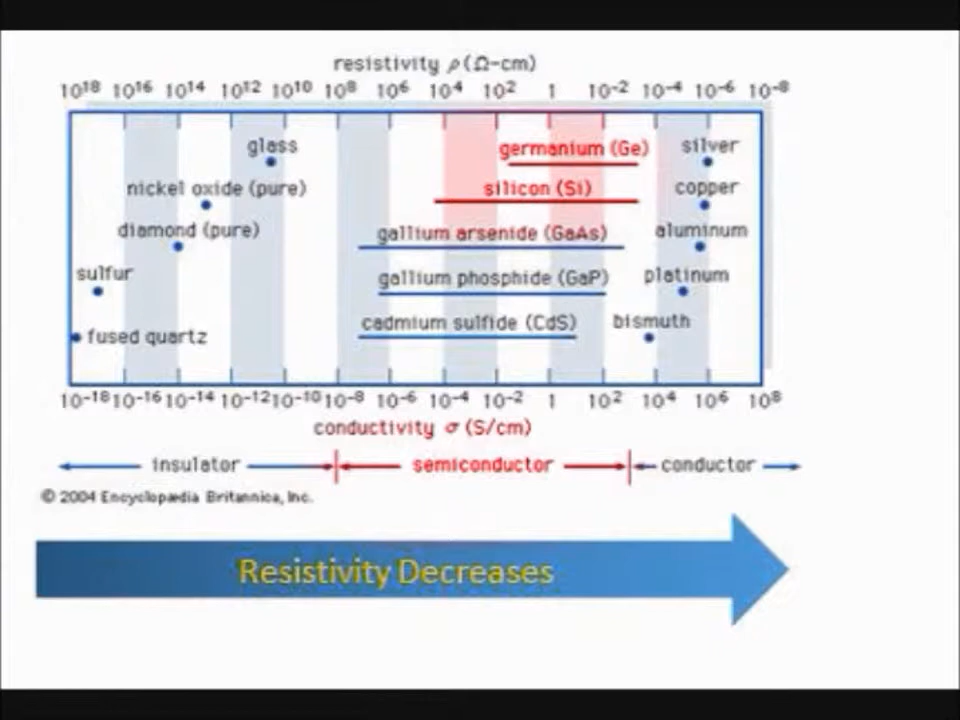 resistivity ρ (Ω-cm)
10¹⁸ 10¹⁶ 10¹⁴ 10¹² 10¹⁰ 10⁸ 10⁶ 10⁴ 10² 1 10⁻² 10⁻⁴ 10⁻⁶ 10⁻⁸
glass germanium (Ge) silver
nickel oxide (pure) silicon (Si) copper
diamond (pure) gallium arsenide (GaAs) aluminum
sulfur gallium phosphide (GaP) platinum
fused quartz cadmium sulfide (CdS) bismuth
10⁻¹⁸ 10⁻¹⁶ 10⁻¹⁴ 10⁻¹² 10⁻¹⁰ 10⁻⁸ 10⁻⁶ 10⁻⁴ 10⁻² 1 10² 10⁴ 10⁶ 10⁸
conductivity σ (S/cm)
insulator semiconductor conductor
© 2004 Encyclopædia Britannica, Inc.
Resistivity Decreases